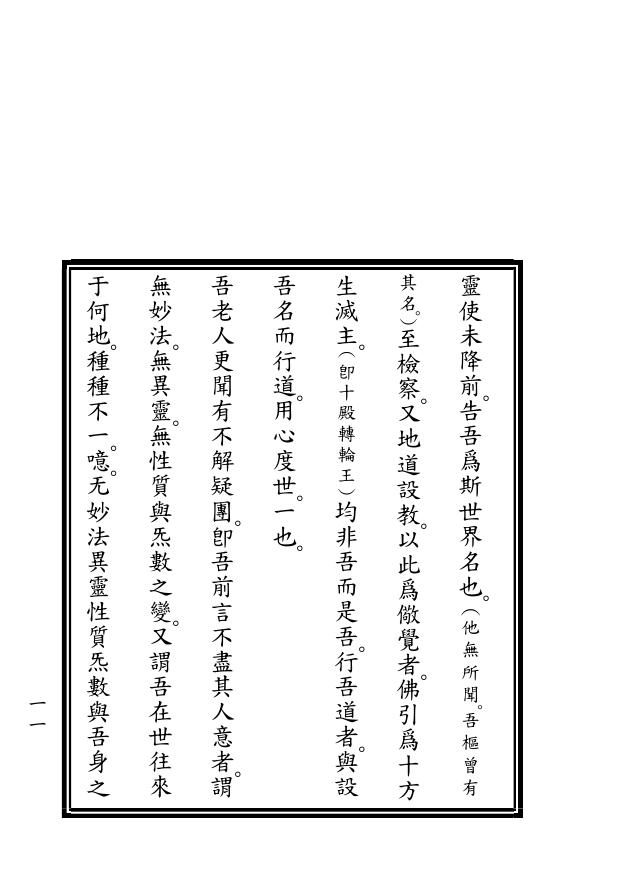 靈使未降前。告吾爲斯世界名也。（他無所聞。吾樞曾有
其名。）至檢察。又地道設教。以此爲儆覺者。佛引爲十方
生滅主。（卽十殿轉輪王）均非吾而是吾。行吾道者。與設
吾名而行道。用心度世。一也。
吾老人更聞有不解疑團。卽吾前言不盡其人意者。謂
無妙法。無異靈。無性質與炁數之變。又謂吾在世往來
于何地。種種不一。噫。无妙法異靈性質炁數與吾身之
一一